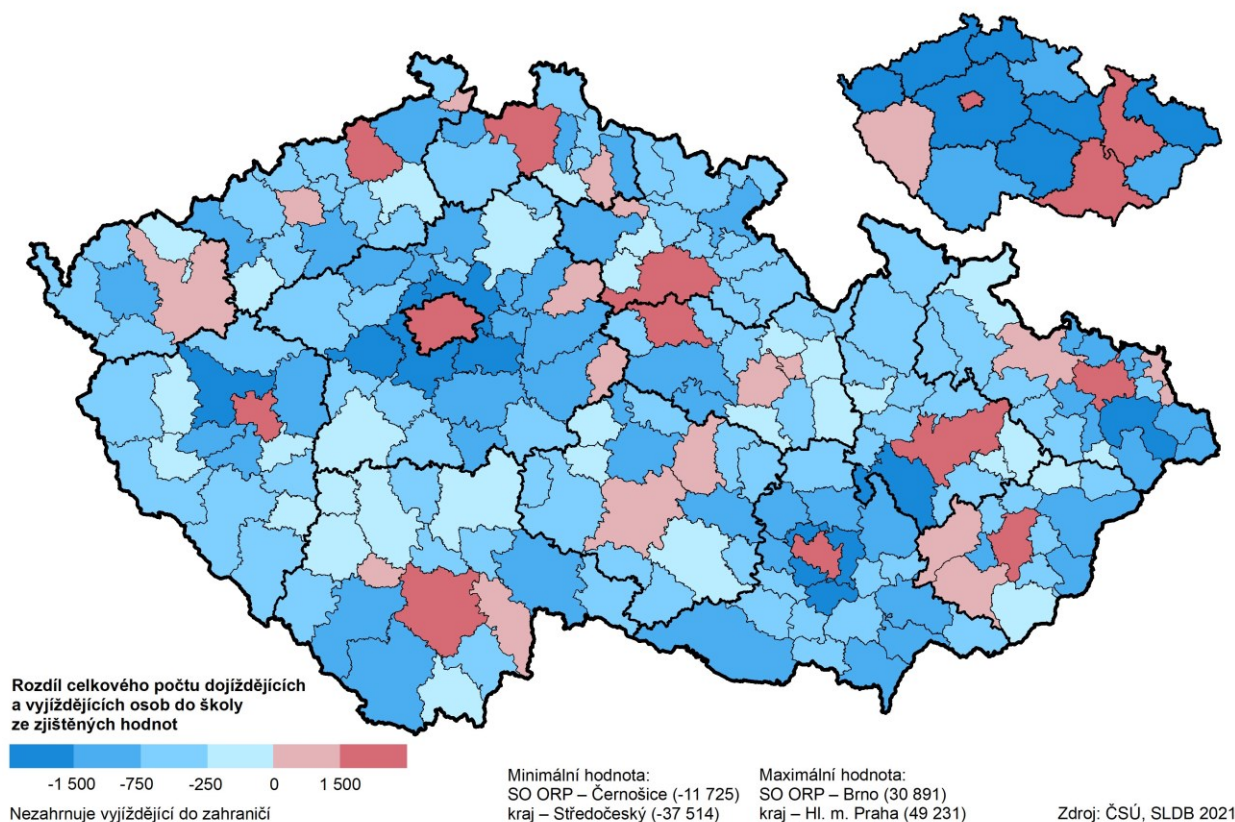 Rozdíl celkového počtu dojíždějících
a vyjíždějících osob do školy
ze zjištěných hodnot
-1 500 -750 -250 0 1 500
Nezahrnuje vyjíždějící do zahraničí
Minimální hodnota:
SO ORP – Černošice (-11 725)
kraj – Středočeský (-37 514)
Maximální hodnota:
SO ORP – Brno (30 891)
kraj – Hl. m. Praha (49 231)
Zdroj: ČSÚ, SLDB 2021